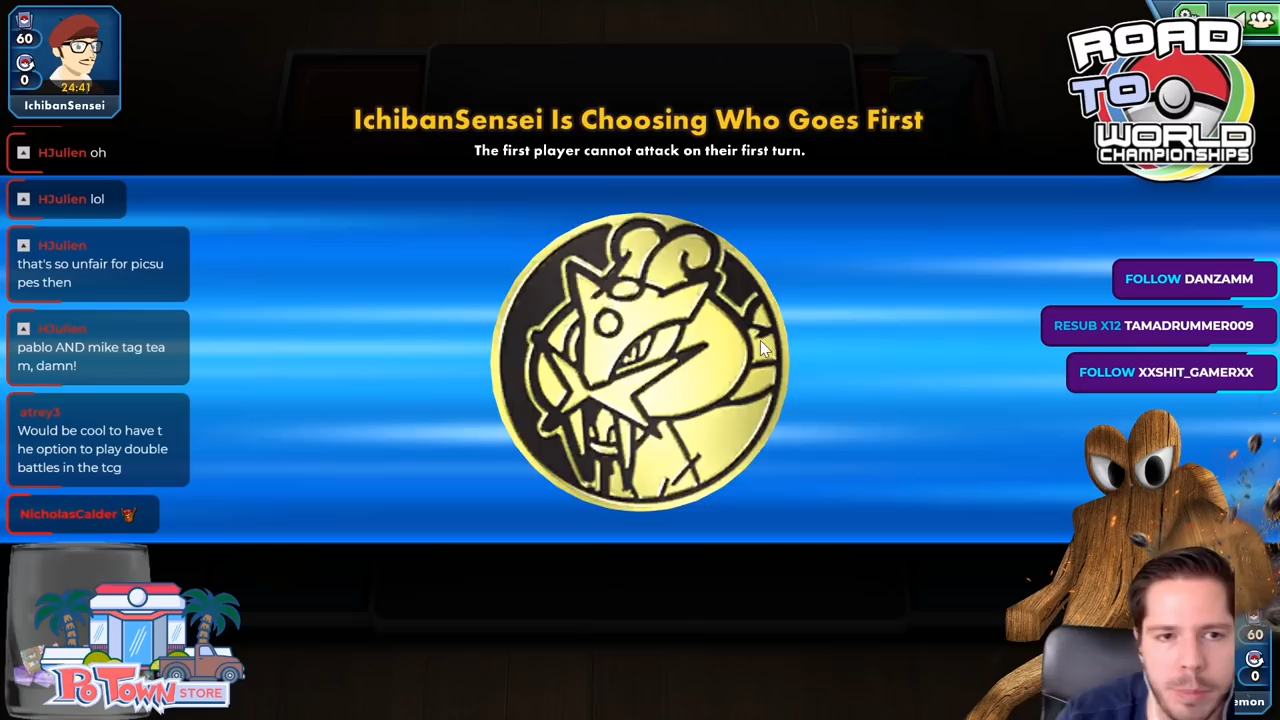 60
0
24:41
IchibanSensei
IchibanSensei Is Choosing Who Goes First
The first player cannot attack on their first turn.
ROAD
TO
WORLD
CHAMPIONSHIPS
HJulien oh
HJulien lol
HJulien
that's so unfair for picsu
pes then
HJulien
pablo AND mike tag tea
m, damn!
atrey3
Would be cool to have t
he option to play double
battles in the tcg
NicholasCalder
FOLLOW DANZAMM
RESUB X12 TAMADRUMMER009
FOLLOW XXSHIT_GAMERXX
PoTown
STORE
60
0
emon